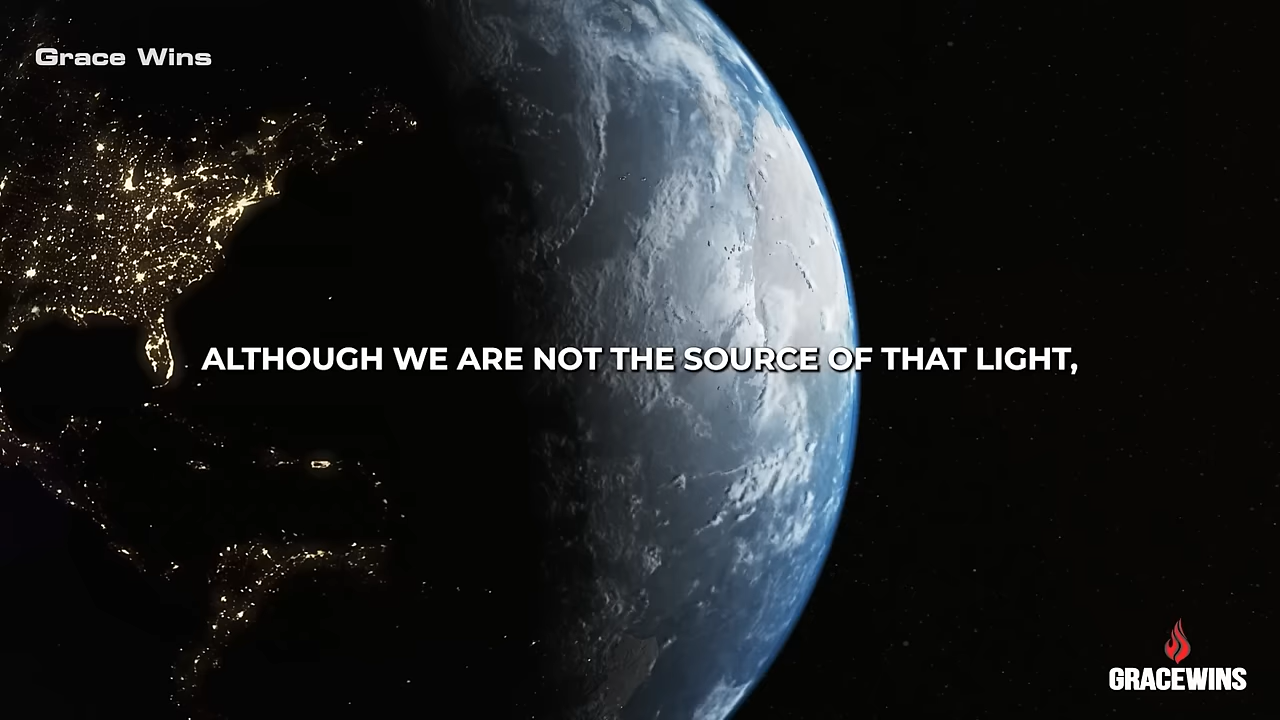 Grace Wins
ALTHOUGH WE ARE NOT THE SOURCE OF THAT LIGHT,
GRACEWINS